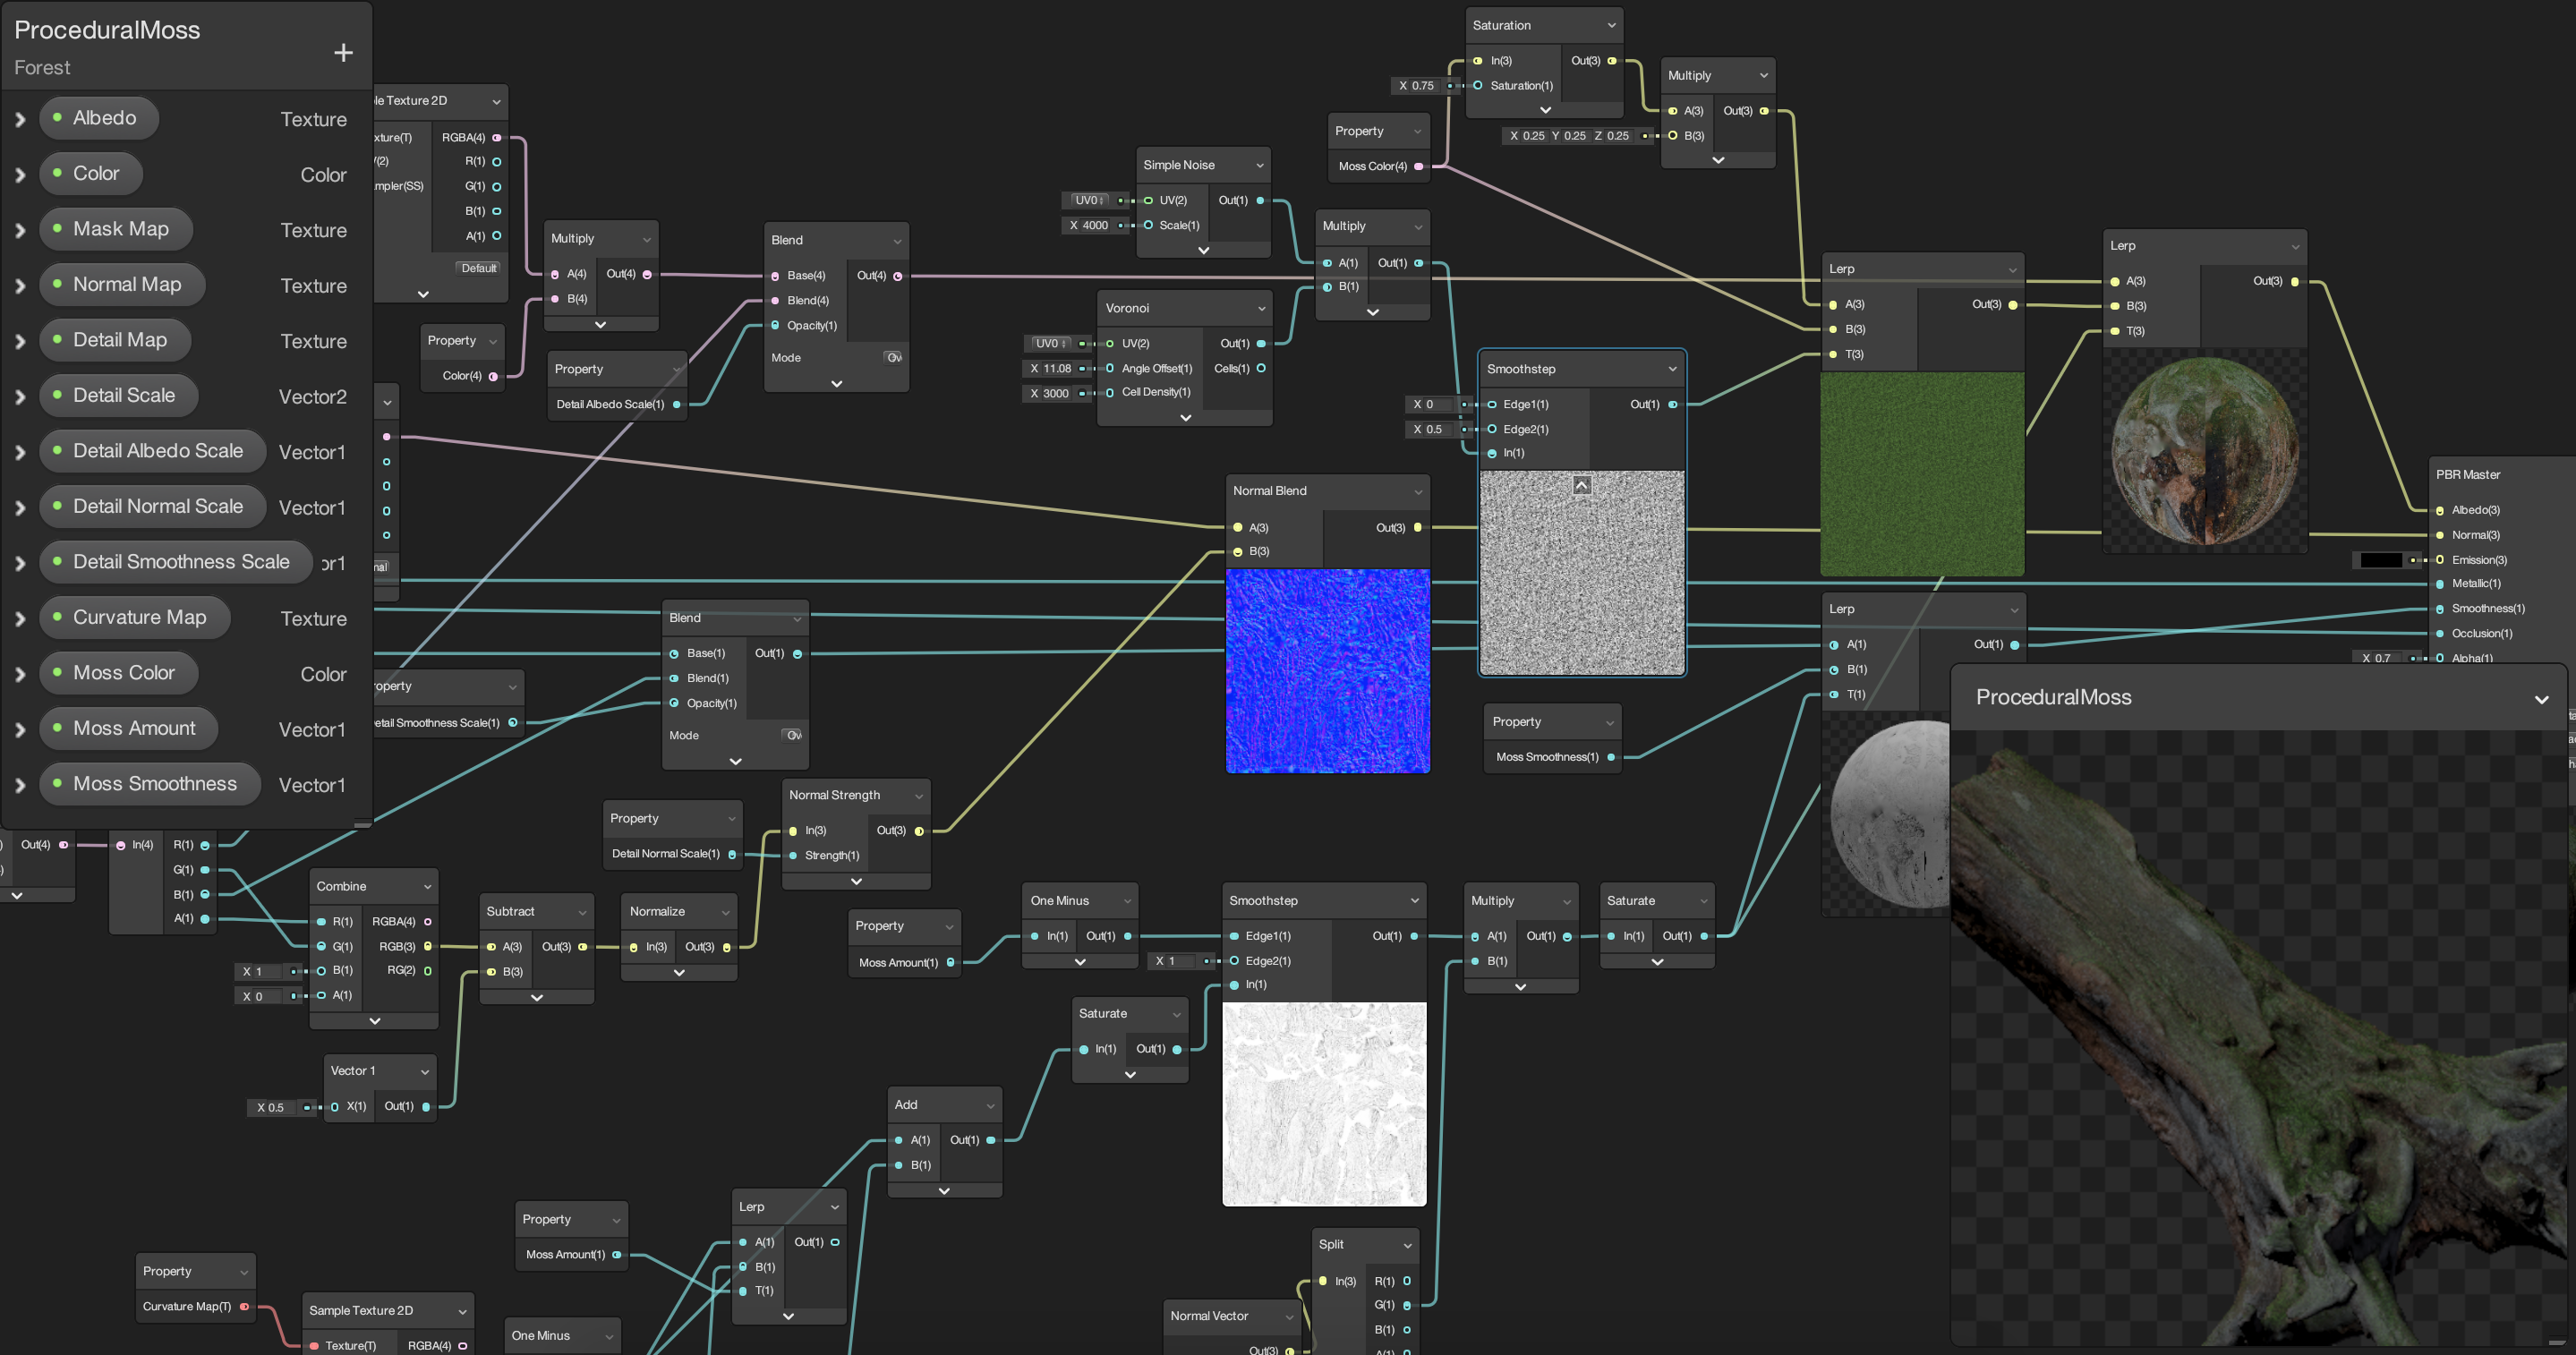 ProceduralMoss
Forest
Albedo Texture
Color Color
Mask Map Texture
Normal Map Texture
Detail Map Texture
Detail Scale Vector2
Detail Albedo Scale Vector1
Detail Normal Scale Vector1
Detail Smoothness Scale or1
Curvature Map Texture
Moss Color Color
Moss Amount Vector1
Moss Smoothness Vector1
le Texture 2D
xture(T) RGBA(4)
V(2) R(1)
mpler(SS) G(1)
B(1)
A(1)
Default
Multiply
A(4) Out(4)
B(4)
Property
Color(4)
Property
Detail Albedo Scale(1)
Blend
Base(4) Out(4)
Blend(4)
Opacity(1)
Mode Ov
Simple Noise
UV0 UV(2) Out(1)
X 4000 Scale(1)
Voronoi
UV0 UV(2) Out(1)
X 11.08 Angle Offset(1) Cells(1)
X 3000 Cell Density(1)
Multiply
A(1) Out(1)
B(1)
Property
Moss Color(4)
Saturation
In(3) Out(3)
X 0.75 Saturation(1)
Multiply
A(3) Out(3)
X 0.25 Y 0.25 Z 0.25 B(3)
Smoothstep
X 0 Edge1(1) Out(1)
X 0.5 Edge2(1)
In(1)
Lerp
A(3) Out(3)
B(3)
T(3)
Lerp
A(3) Out(3)
B(3)
T(3)
PBR Master
Albedo(3)
Normal(3)
Emission(3)
Metallic(1)
Smoothness(1)
Occlusion(1)
X 0.7 Alpha(1)
Normal Blend
A(3) Out(3)
B(3)
mal
roperty
etail Smoothness Scale(1)
Blend
Base(1) Out(1)
Blend(1)
Opacity(1)
Mode Ov
Lerp
A(1) Out(1)
B(1)
T(1)
Property
Moss Smoothness(1)
ProceduralMoss
Property
Detail Normal Scale(1)
Normal Strength
In(3) Out(3)
Strength(1)
Out(4) In(4) R(1)
G(1)
B(1)
A(1)
Combine
R(1) RGBA(4)
G(1) RGB(3)
X 1 B(1) RG(2)
X 0 A(1)
Subtract
A(3) Out(3)
B(3)
Normalize
In(3) Out(3)
Vector 1
X 0.5 X(1) Out(1)
Property
Moss Amount(1)
One Minus
In(1) Out(1)
Smoothstep
Edge1(1) Out(1)
X 1 Edge2(1)
In(1)
Multiply
A(1) Out(1)
B(1)
Saturate
In(1) Out(1)
Saturate
In(1) Out(1)
Add
A(1) Out(1)
B(1)
Property
Moss Amount(1)
Lerp
A(1) Out(1)
B(1)
T(1)
Property
Curvature Map(T)
Sample Texture 2D
Texture(T) RGBA(4)
One Minus
Normal Vector
Out(3)
Split
In(3) R(1)
G(1)
B(1)
A(1)